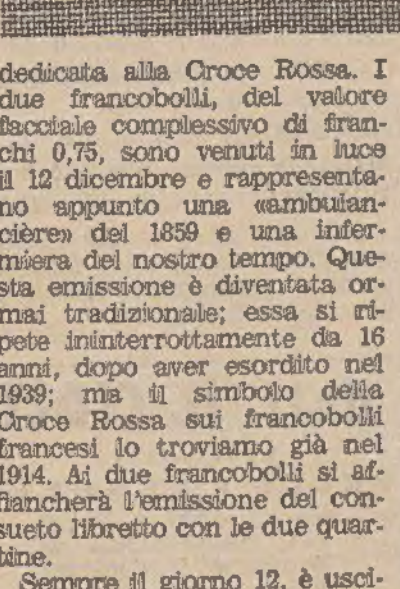 dedicata alla Croce Rossa. I
due francobolli, del valore
facciale complessivo di fran-
chi 0,75, sono venuti in luce
il 12 dicembre e rappresenta-
no appunto una «ambulan-
cière» del 1859 e una infer-
miera del nostro tempo. Que-
sta emissione è diventata or-
mai tradizionale; essa si ri-
pete ininterrottamente da 16
anni, dopo aver esordito nel
1939; ma il simbolo della
Croce Rossa sui francobolli
francesi lo troviamo già nel
1914. Ai due francobolli si af-
fiancherà l'emissione del con-
sueto libretto con le due quar-
tine.
Sempre il giorno 12, è usci-